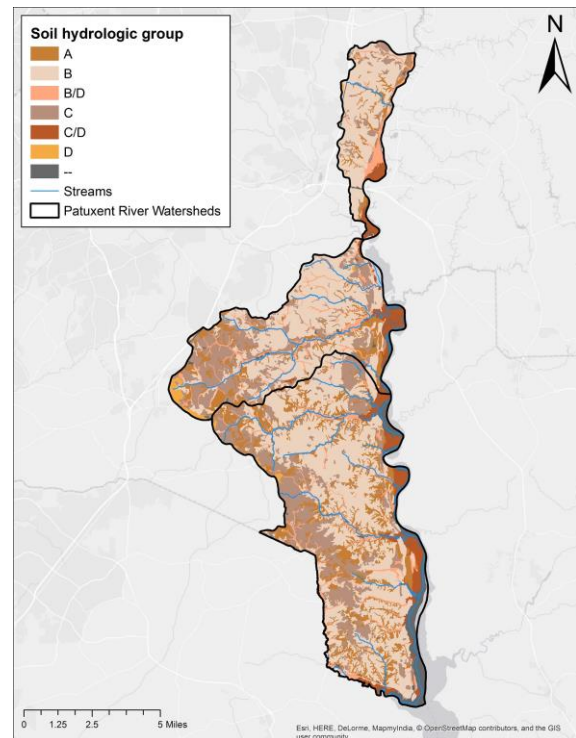 Soil hydrologic group
A
B
B/D
C
C/D
D
--
Streams
Patuxent River Watersheds
N
0 1.25 2.5 5 Miles
Esri, HERE, DeLorme, MapmyIndia, © OpenStreetMap contributors, and the GIS
user community